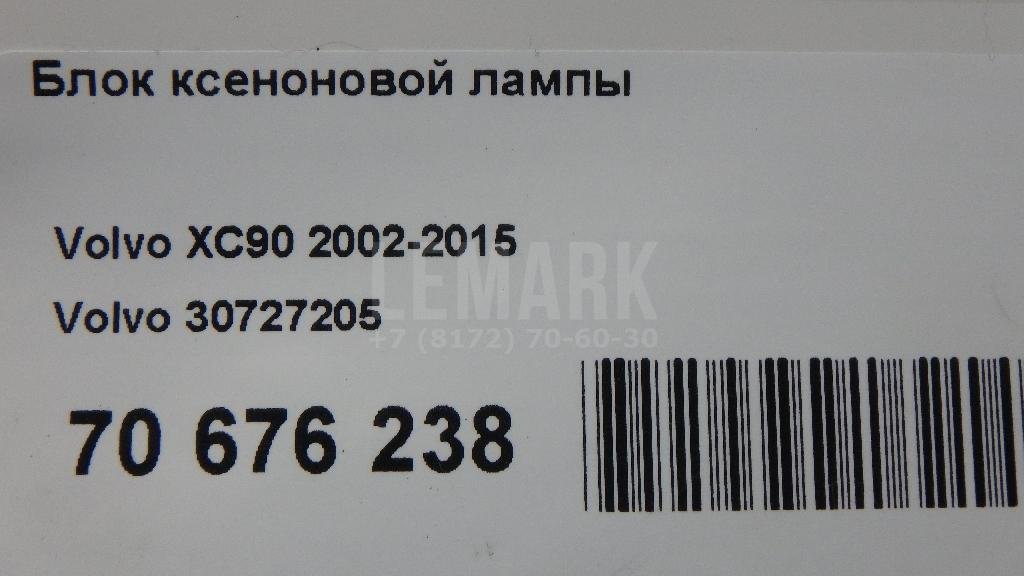 Блок ксеноновой лампы
Volvo XC90 2002-2015
LEMARK
Volvo 30727205
+7 (8172) 70-60-30
70 676 238